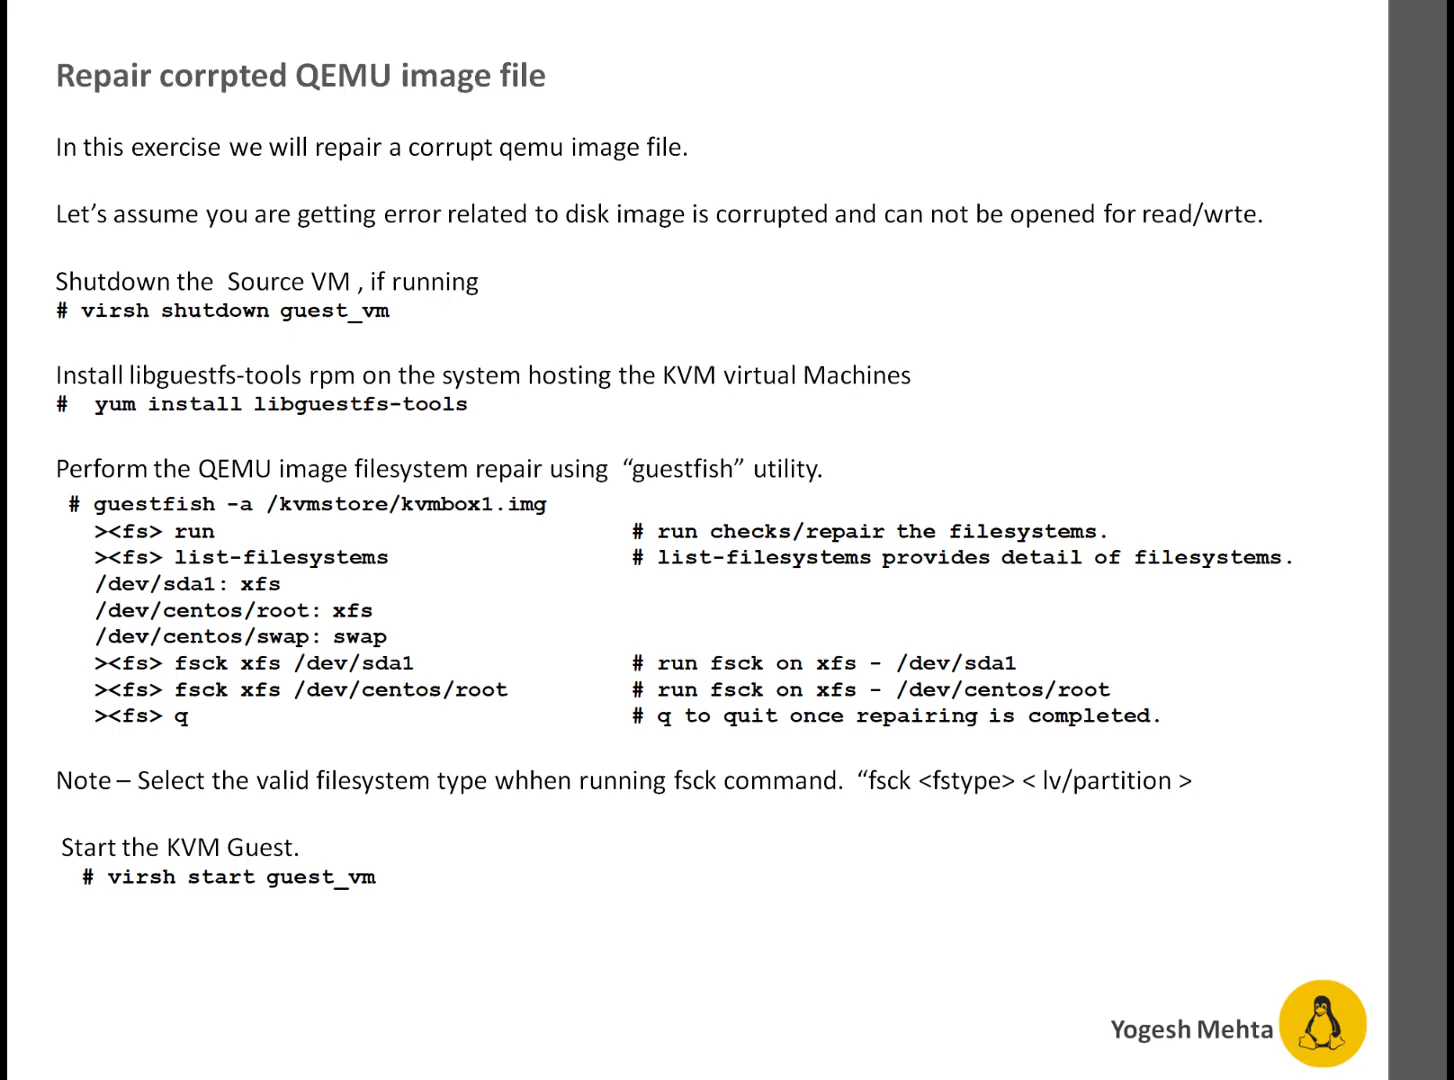 Repair corrpted QEMU image file
In this exercise we will repair a corrupt qemu image file.
Let’s assume you are getting error related to disk image is corrupted and can not be opened for read/wrte.
Shutdown the  Source VM , if running
# virsh shutdown guest_vm
Install libguestfs-tools rpm on the system hosting the KVM virtual Machines
#  yum install libguestfs-tools
Perform the QEMU image filesystem repair using  “guestfish” utility.
# guestfish -a /kvmstore/kvmbox1.img
><fs> run # run checks/repair the filesystems.
><fs> list-filesystems # list-filesystems provides detail of filesystems.
/dev/sda1: xfs
/dev/centos/root: xfs
/dev/centos/swap: swap
><fs> fsck xfs /dev/sda1 # run fsck on xfs - /dev/sda1
><fs> fsck xfs /dev/centos/root # run fsck on xfs - /dev/centos/root
><fs> q # q to quit once repairing is completed.
Note – Select the valid filesystem type whhen running fsck command.  “fsck <fstype> < lv/partition >
Start the KVM Guest.
# virsh start guest_vm
Yogesh Mehta